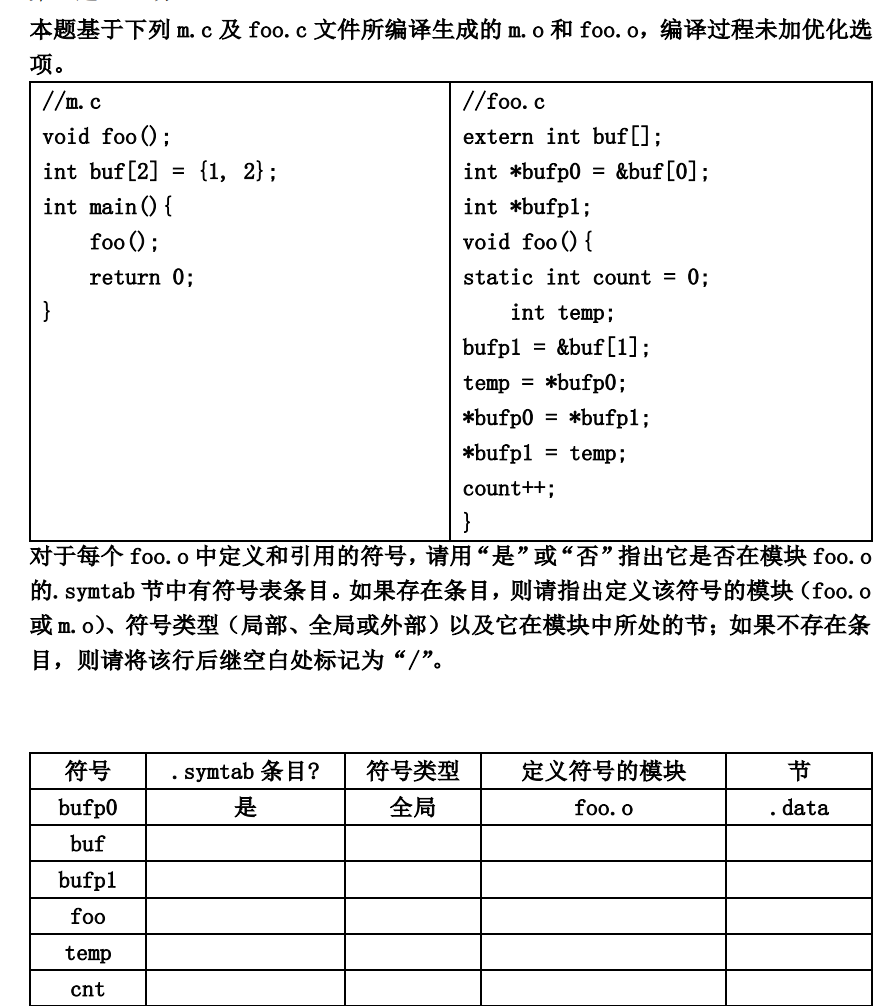 本题基于下列 m.c 及 foo.c 文件所编译生成的 m.o 和 foo.o，编译过程未加优化选
项。
//m.c
void foo();
int buf[2] = {1, 2};
int main(){
foo();
return 0;
}
//foo.c
extern int buf[];
int *bufp0 = &buf[0];
int *bufp1;
void foo(){
static int count = 0;
int temp;
bufp1 = &buf[1];
temp = *bufp0;
*bufp0 = *bufp1;
*bufp1 = temp;
count++;
}
对于每个 foo.o 中定义和引用的符号，请用“是”或“否”指出它是否在模块 foo.o
的.symtab 节中有符号表条目。如果存在条目，则请指出定义该符号的模块（foo.o
或 m.o）、符号类型（局部、全局或外部）以及它在模块中所处的节；如果不存在条
目，则请将该行后继空白处标记为“/”。
符号 .symtab 条目? 符号类型 定义符号的模块 节
bufp0 是 全局 foo.o .data
buf
bufp1
foo
temp
cnt